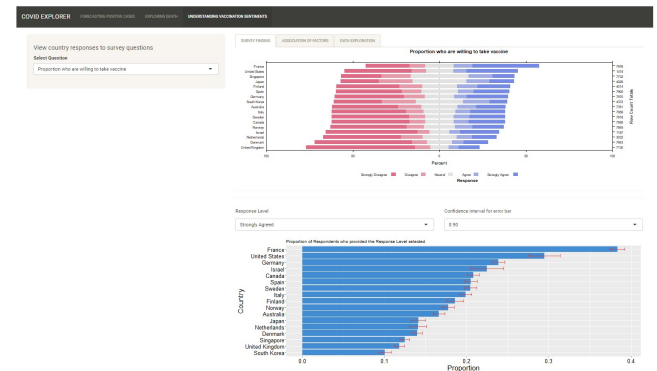 COVID EXPLORER FORECASTING POSITIVE CASES EXPLORING DEATH UNDERSTANDING VACCINATION SENTIMENTS
View country responses to survey questions
Select Question
Proportion who are willing to take vaccine
SURVEY FINDING ASSOCIATION OF FACTORS DATA EXPLORATION
Proportion who are willing to take vaccine
France
United States
Singapore
Japan
Finland
Spain
Germany
South Korea
Australia
Italy
Sweden
Canada
Norway
Israel
Netherlands
Denmark
United Kingdom
Row Count Totals
100 50 0 50 100
Percent
Strongly Disagree Disagree Neutral Agree Strongly Agree
Response
Response Level
Strongly Agreed
Confidence interval for error bar
0.90
Proportion of Respondents who provided the Response Level selected
Country
France
United States
Germany
Israel
Canada
Spain
Sweden
Italy
Finland
Norway
Australia
Japan
Netherlands
Denmark
Singapore
United Kingdom
South Korea
0.0 0.1 0.2 0.3 0.4
Proportion